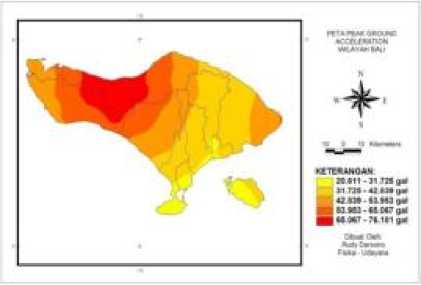 PETA PEAK GROUND
ACCELERATION
WILAYAH BALI
N
W E
S
10 0 10 Kilometers
KETERANGAN:
20.611 - 31.725 gal
31.725 - 42.839 gal
42.839 - 53.953 gal
53.953 - 65.067 gal
65.067 - 76.181 gal
Dibuat Oleh:
Rudy Darsono
Fisika - Udayana